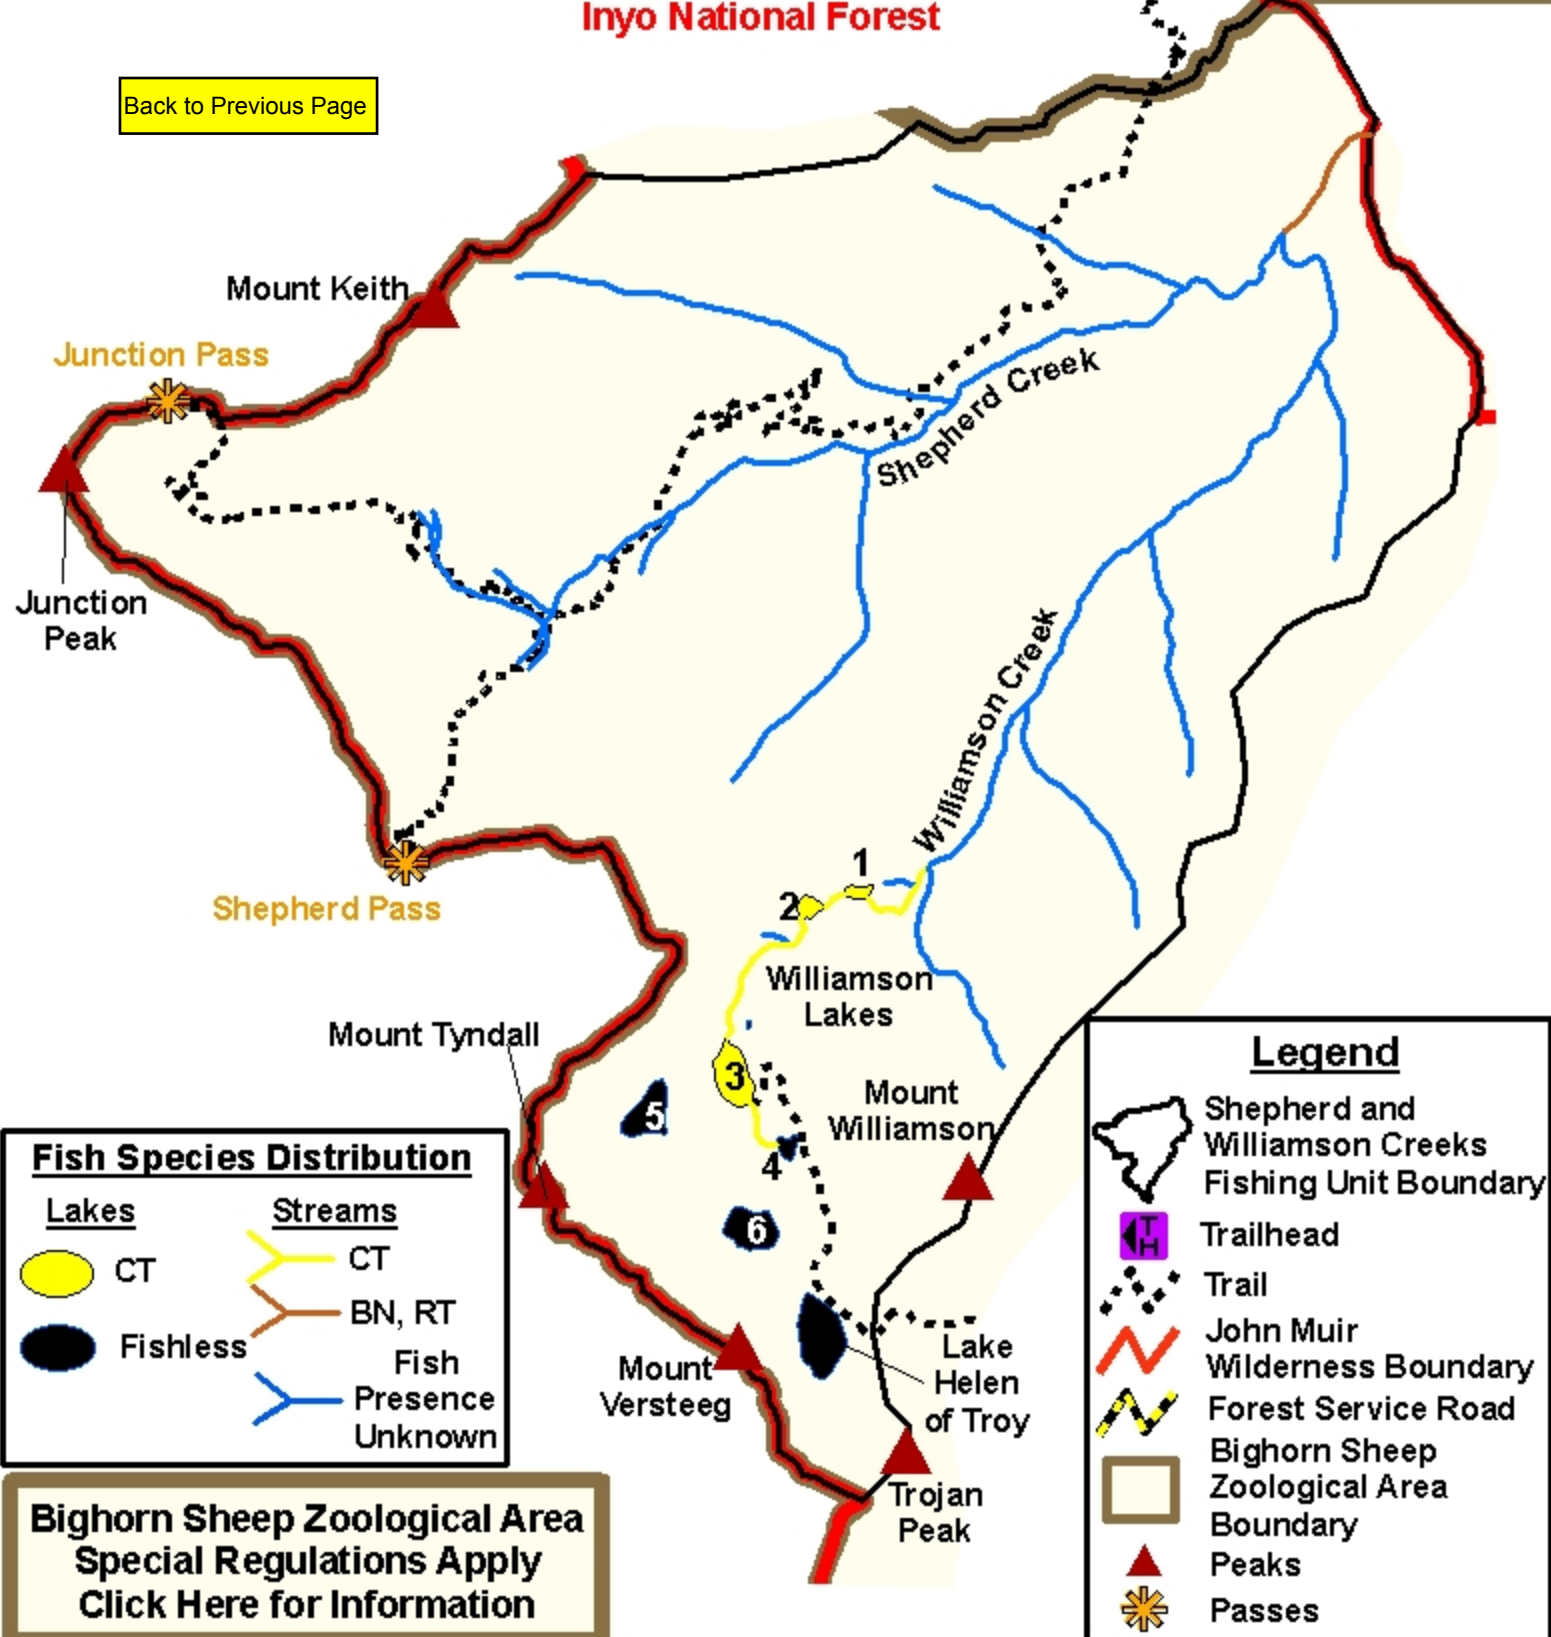 Inyo National Forest
Back to Previous Page
Mount Keith
Junction Pass
Shepherd Creek
Junction
Peak
Williamson Creek
1
2
Shepherd Pass
Williamson
Lakes
Mount Tyndall
3
5
Mount
Williamson
4
6
Lake
Helen
of Troy
Mount
Versteeg
Trojan
Peak
Fish Species Distribution
Lakes
Streams
CT
CT
BN, RT
Fishless
Fish
Presence
Unknown
Bighorn Sheep Zoological Area
Special Regulations Apply
Click Here for Information
Legend
Shepherd and
Williamson Creeks
Fishing Unit Boundary
T
H
Trailhead
Trail
John Muir
Wilderness Boundary
Forest Service Road
Bighorn Sheep
Zoological Area
Boundary
Peaks
Passes